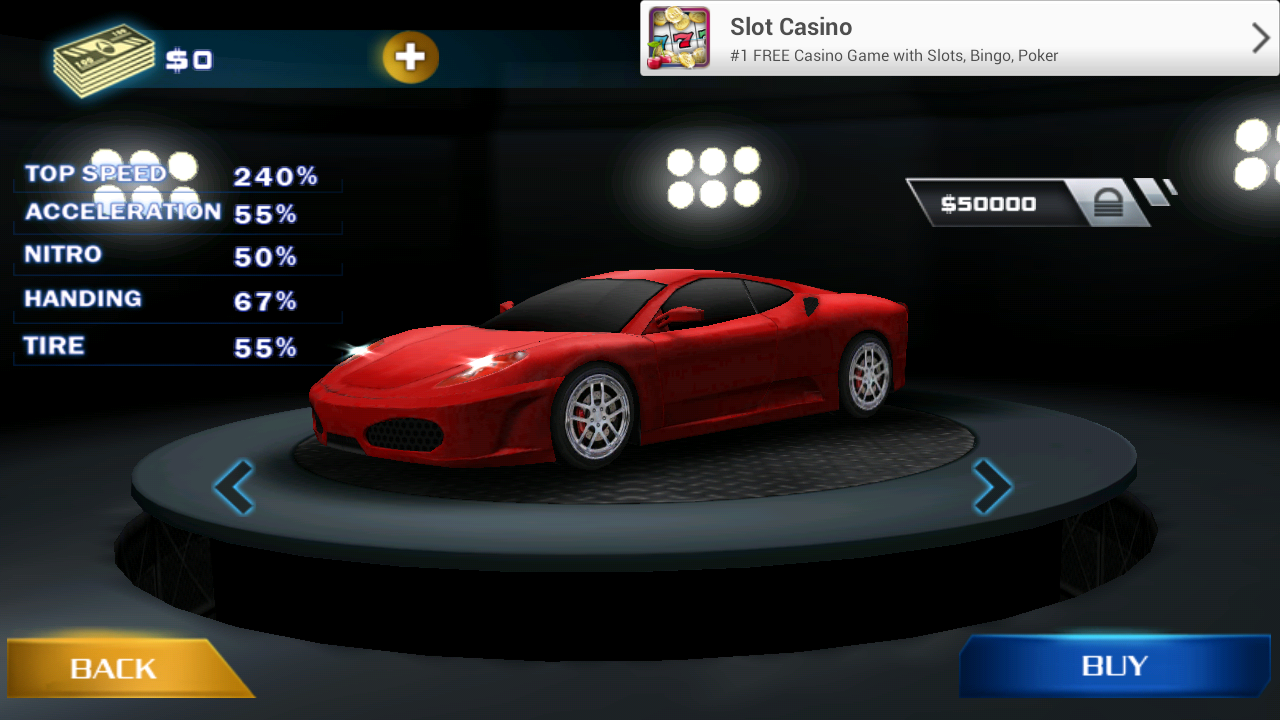 $0
Slot Casino
#1 FREE Casino Game with Slots, Bingo, Poker
TOP SPEED 240%
ACCELERATION 55%
NITRO 50%
HANDING 67%
TIRE 55%
$50000
BACK
BUY